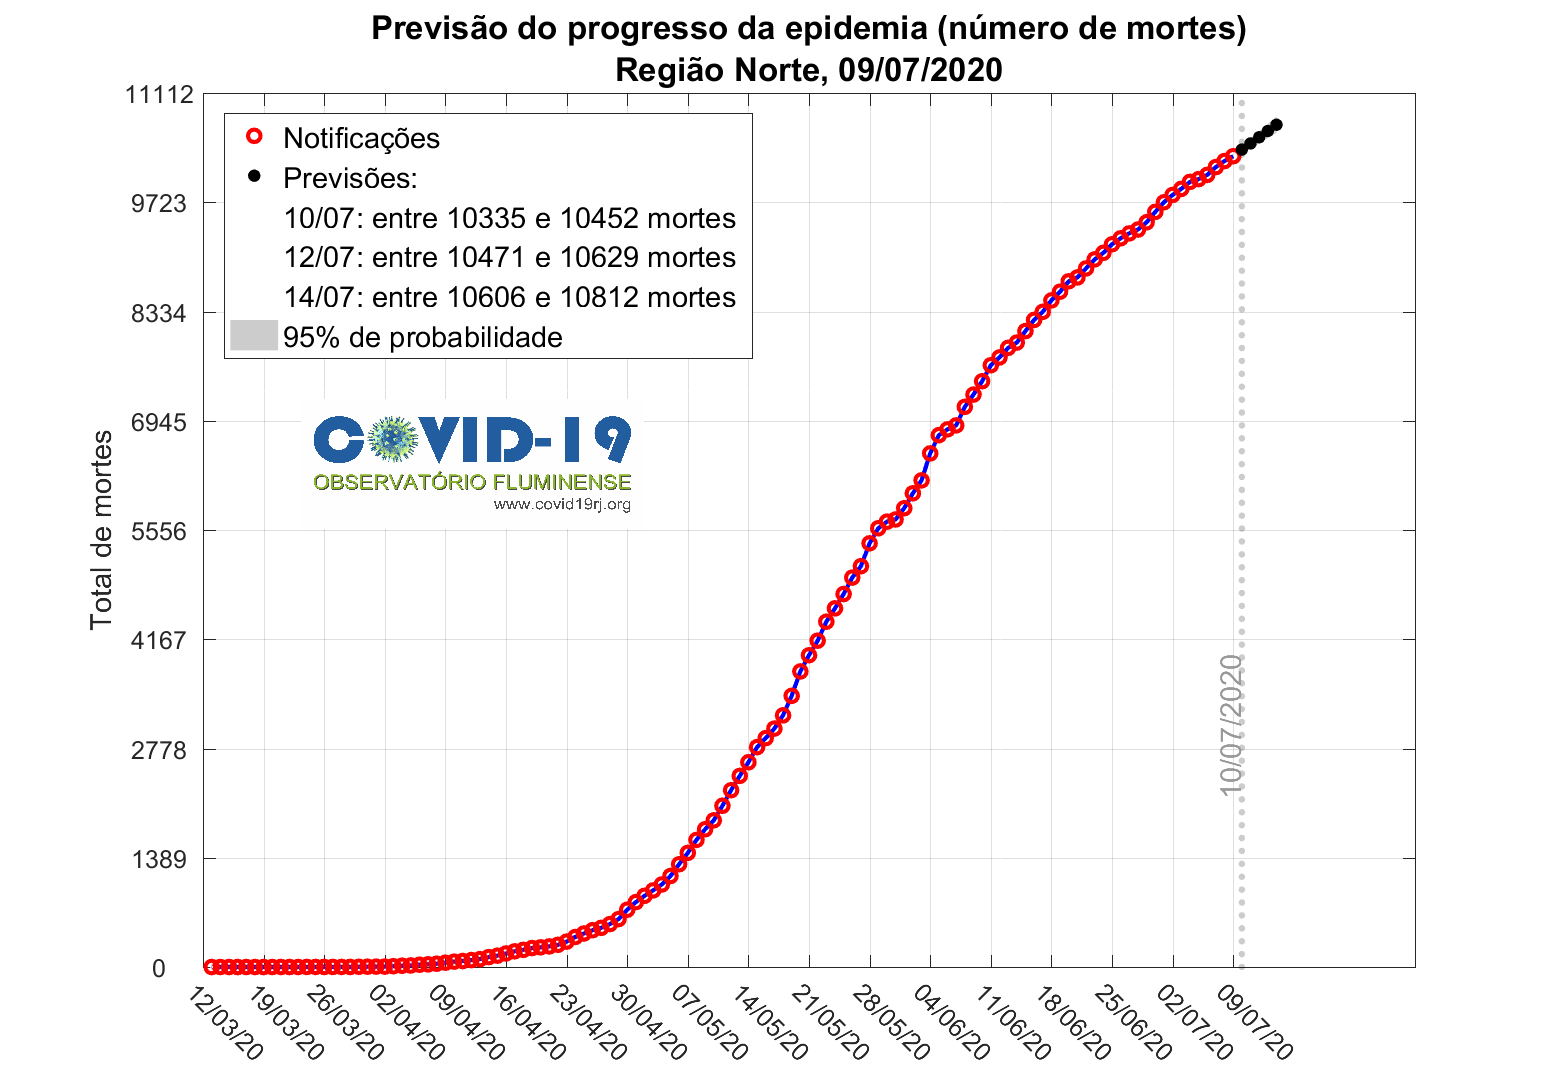 Previsão do progresso da epidemia (número de mortes)
Região Norte, 09/07/2020
11112
9723
8334
6945
5556
4167
2778
1389
0
Total de mortes
Notificações
Previsões:
10/07: entre 10335 e 10452 mortes
12/07: entre 10471 e 10629 mortes
14/07: entre 10606 e 10812 mortes
95% de probabilidade
COVID-19
OBSERVATÓRIO FLUMINENSE
www.covid19rj.org
10/07/2020
12/03/20
19/03/20
26/03/20
02/04/20
09/04/20
16/04/20
23/04/20
30/04/20
07/05/20
14/05/20
21/05/20
28/05/20
04/06/20
11/06/20
18/06/20
25/06/20
02/07/20
09/07/20